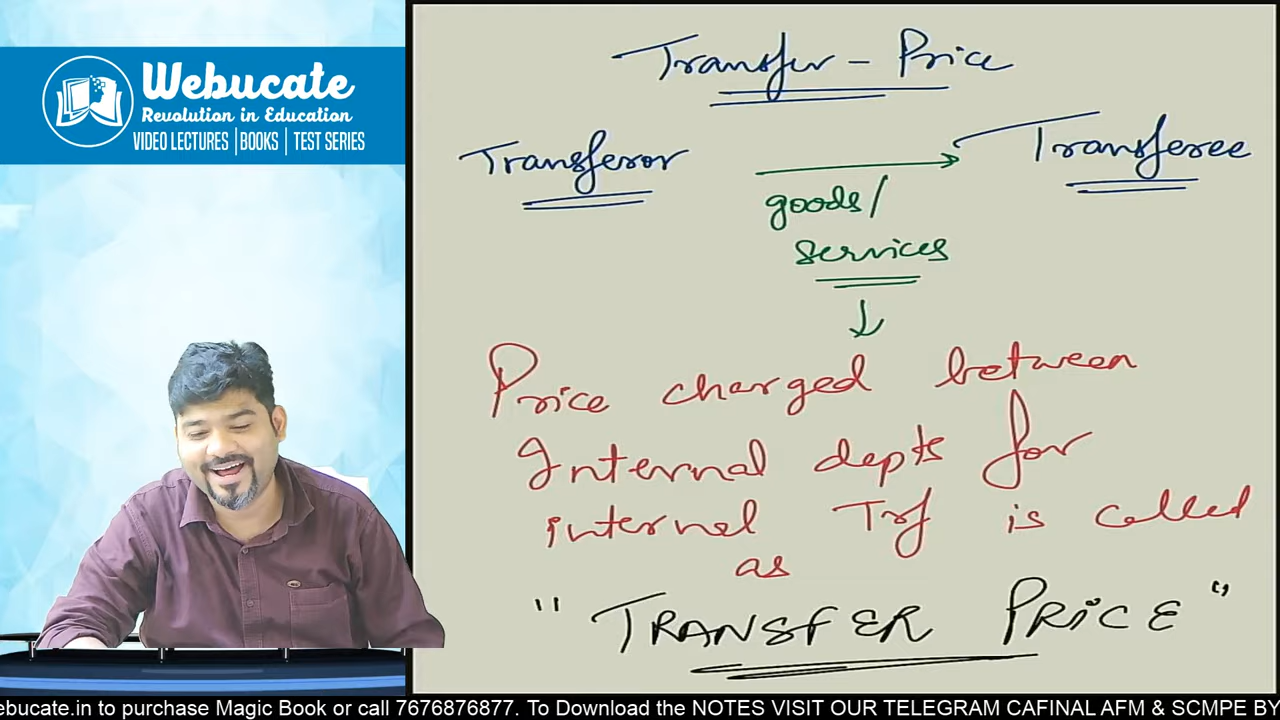 Webucate
Revolution in Education
VIDEO LECTURES | BOOKS | TEST SERIES
Transfer - Price
Transferor
Transferee
goods/
services
Price charged between
Internal depts for
internal Trf is called
as
"TRANSFER PRICE"
ebucate.in to purchase Magic Book or call 7676876877. To Download the NOTES VISIT OUR TELEGRAM CAFINAL AFM & SCMPE BY